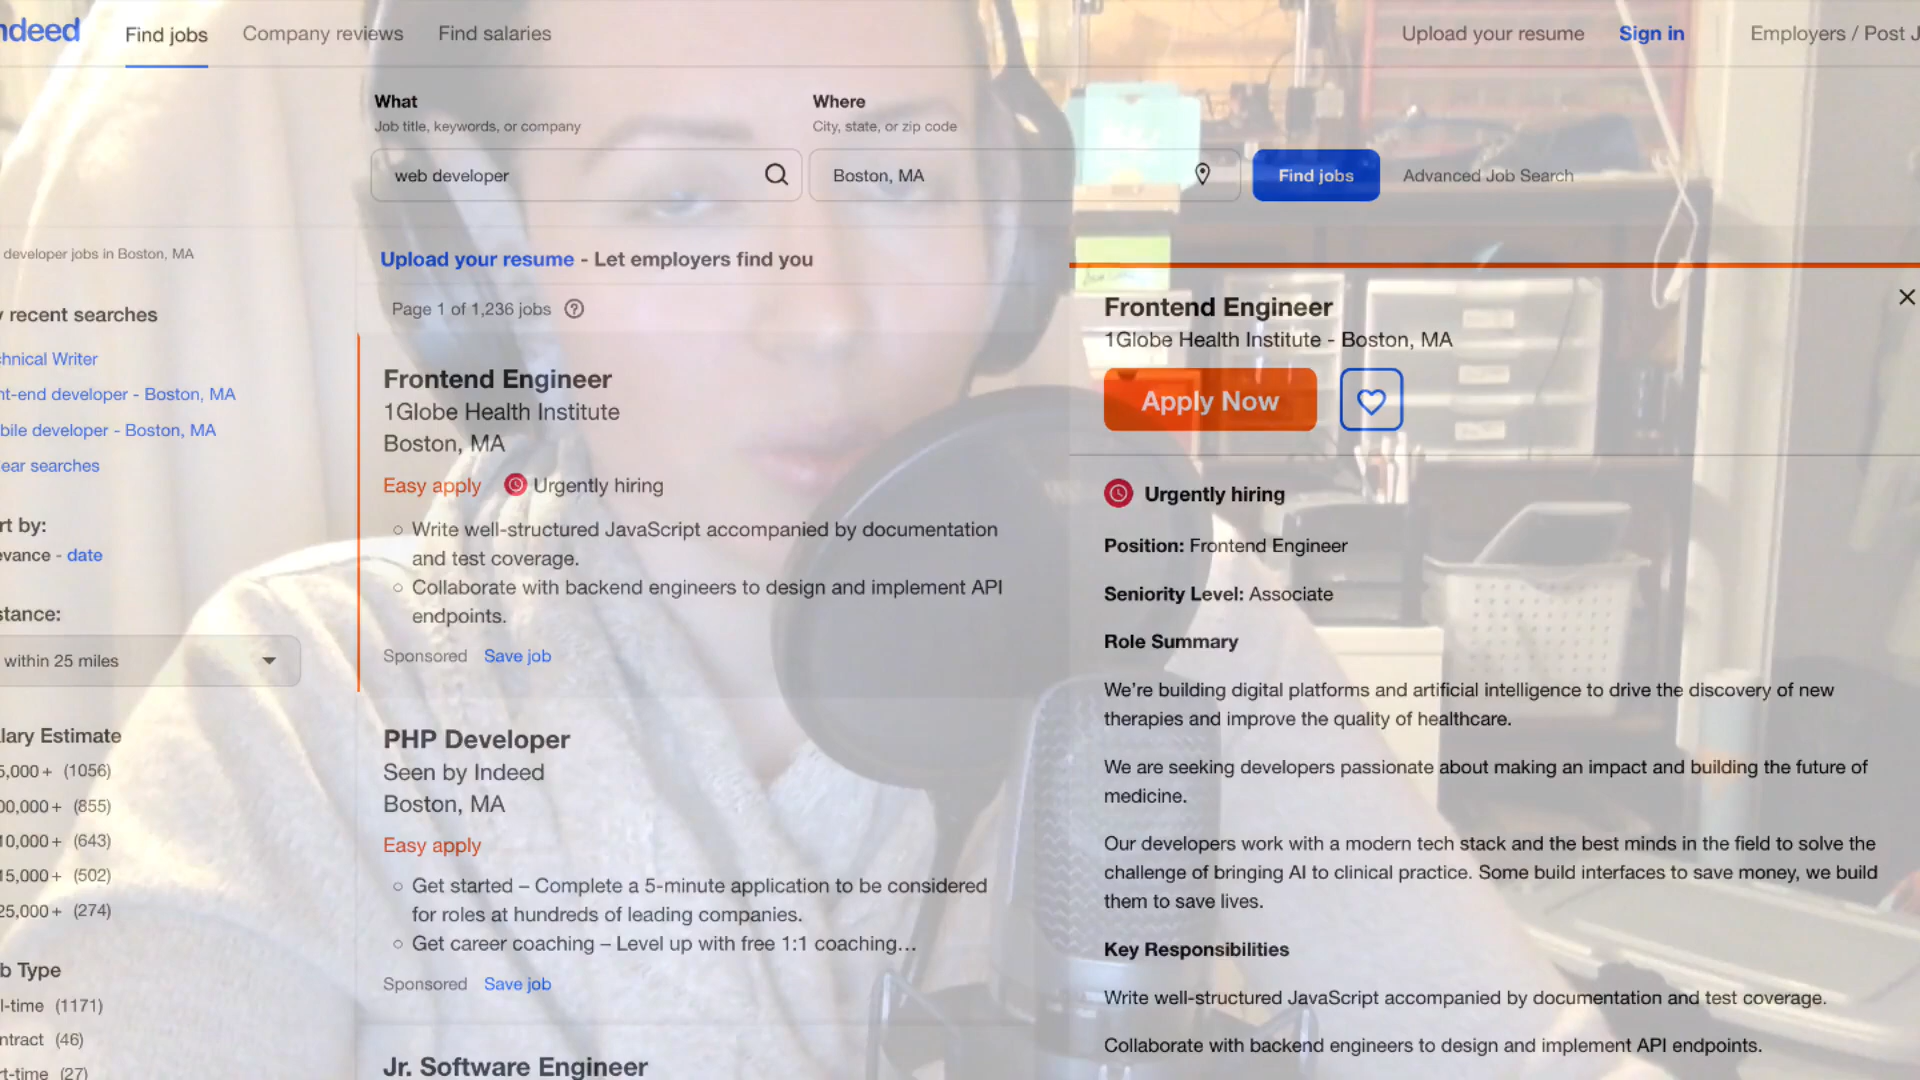 ndeed
Find jobs
Company reviews
Find salaries
Upload your resume
Sign in
Employers / Post J
What
Job title, keywords, or company
web developer
Where
City, state, or zip code
Boston, MA
Find jobs
Advanced Job Search
developer jobs in Boston, MA
recent searches
chnical Writer
nt-end developer - Boston, MA
bile developer - Boston, MA
ear searches
rt by:
evance - date
stance:
within 25 miles
lary Estimate
5,000+ (1056)
00,000+ (855)
10,000+ (643)
15,000+ (502)
25,000+ (274)
b Type
l-time (1171)
ntract (46)
rt-time (27)
Upload your resume - Let employers find you
Page 1 of 1,236 jobs
Frontend Engineer
1Globe Health Institute
Boston, MA
Easy apply Urgently hiring
Write well-structured JavaScript accompanied by documentation
and test coverage.
Collaborate with backend engineers to design and implement API
endpoints.
Sponsored Save job
PHP Developer
Seen by Indeed
Boston, MA
Easy apply
Get started – Complete a 5-minute application to be considered
for roles at hundreds of leading companies.
Get career coaching – Level up with free 1:1 coaching…
Sponsored Save job
Jr. Software Engineer
Frontend Engineer
1Globe Health Institute - Boston, MA
Apply Now
Urgently hiring
Position: Frontend Engineer
Seniority Level: Associate
Role Summary
We're building digital platforms and artificial intelligence to drive the discovery of new
therapies and improve the quality of healthcare.
We are seeking developers passionate about making an impact and building the future of
medicine.
Our developers work with a modern tech stack and the best minds in the field to solve the
challenge of bringing AI to clinical practice. Some build interfaces to save money, we build
them to save lives.
Key Responsibilities
Write well-structured JavaScript accompanied by documentation and test coverage.
Collaborate with backend engineers to design and implement API endpoints.